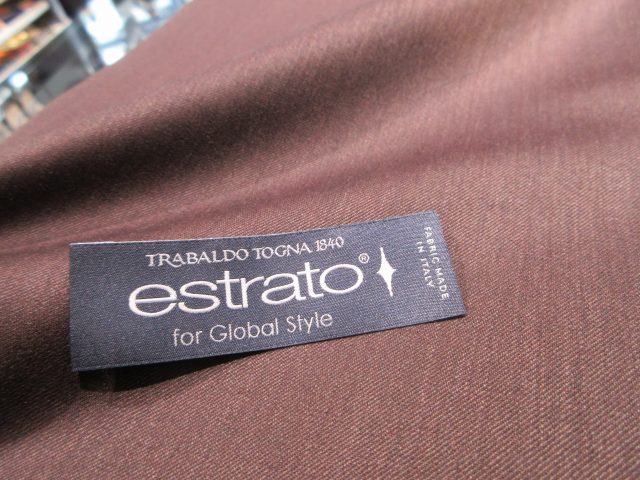 TRABALDO TOGNA 1840
estrato®
for Global Style
FABRIC MADE
IN ITALY